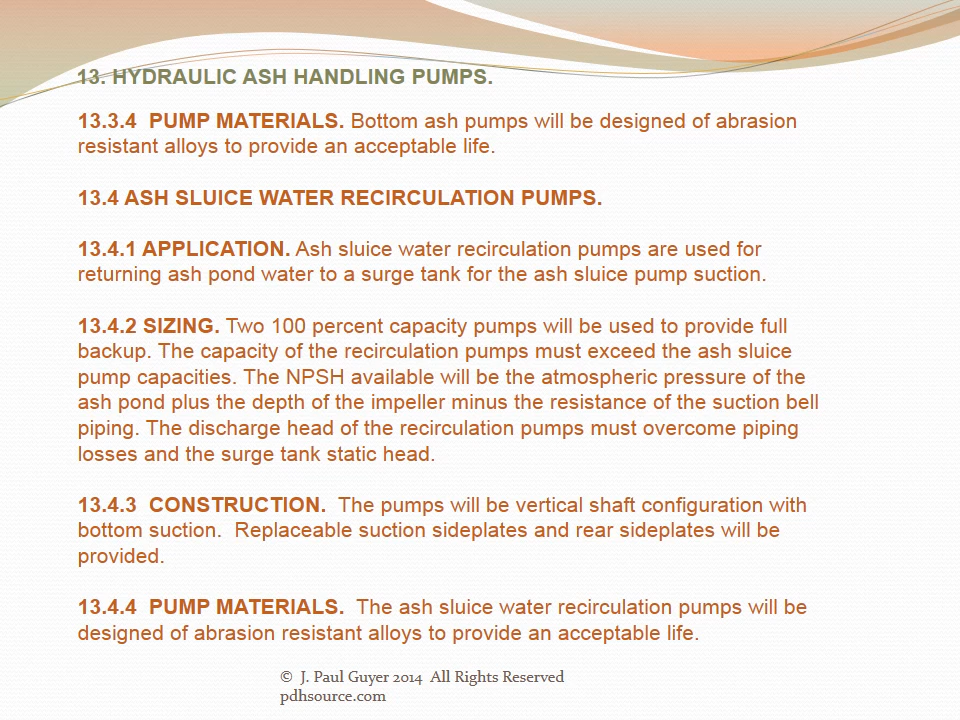 13. HYDRAULIC ASH HANDLING PUMPS.
13.3.4  PUMP MATERIALS. Bottom ash pumps will be designed of abrasion
resistant alloys to provide an acceptable life.
13.4 ASH SLUICE WATER RECIRCULATION PUMPS.
13.4.1 APPLICATION. Ash sluice water recirculation pumps are used for
returning ash pond water to a surge tank for the ash sluice pump suction.
13.4.2 SIZING. Two 100 percent capacity pumps will be used to provide full
backup. The capacity of the recirculation pumps must exceed the ash sluice
pump capacities. The NPSH available will be the atmospheric pressure of the
ash pond plus the depth of the impeller minus the resistance of the suction bell
piping. The discharge head of the recirculation pumps must overcome piping
losses and the surge tank static head.
13.4.3  CONSTRUCTION.  The pumps will be vertical shaft configuration with
bottom suction.  Replaceable suction sideplates and rear sideplates will be
provided.
13.4.4  PUMP MATERIALS.  The ash sluice water recirculation pumps will be
designed of abrasion resistant alloys to provide an acceptable life.
©  J. Paul Guyer 2014  All Rights Reserved
pdhsource.com